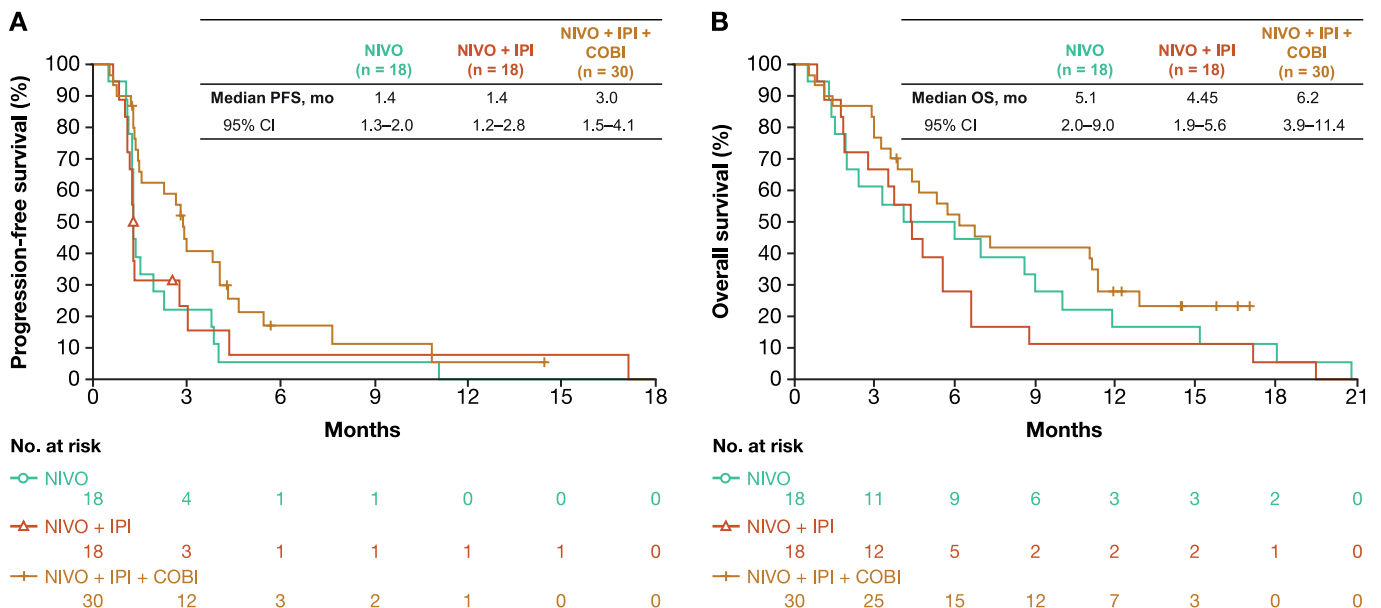 A
NIVO (n = 18) NIVO + IPI (n = 18) NIVO + IPI + COBI (n = 30)
Median PFS, mo 1.4 1.4 3.0
95% CI 1.3–2.0 1.2–2.8 1.5–4.1
Progression-free survival (%)
100
90
80
70
60
50
40
30
20
10
0
0 3 6 9 12 15 18
Months
No. at risk
NIVO
18 4 1 1 0 0 0
NIVO + IPI
18 3 1 1 1 1 0
NIVO + IPI + COBI
30 12 3 2 1 0 0
B
NIVO (n = 18) NIVO + IPI (n = 18) NIVO + IPI + COBI (n = 30)
Median OS, mo 5.1 4.45 6.2
95% CI 2.0–9.0 1.9–5.6 3.9–11.4
Overall survival (%)
100
90
80
70
60
50
40
30
20
10
0
0 3 6 9 12 15 18 21
Months
No. at risk
NIVO
18 11 9 6 3 3 2 0
NIVO + IPI
18 12 5 2 2 2 1 0
NIVO + IPI + COBI
30 25 15 12 7 3 0 0